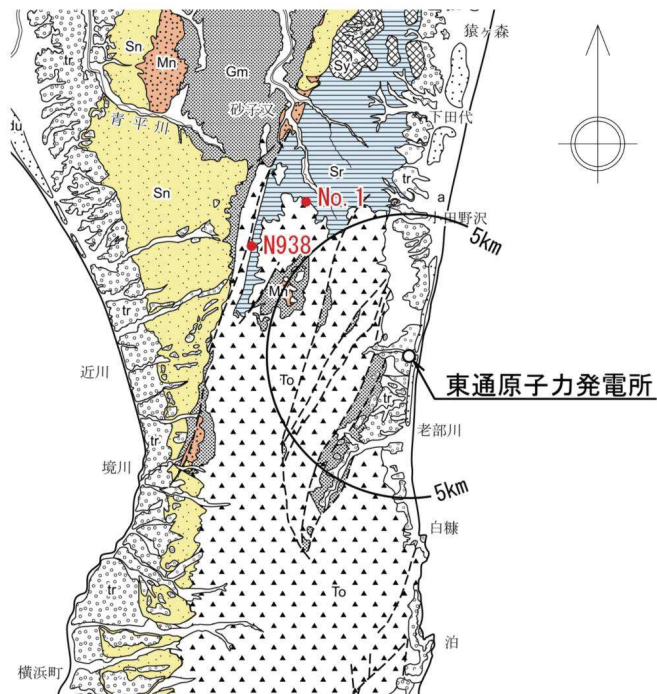 猿ヶ森
Sn
tr
Mn
Gm
Sy
砂子又
下田代
青平川
du
Sr
tr
Sn
No.1
a
小田野沢
5km
N938
tr
Mn
近川
To
東通原子力発電所
tr
老部川
tr
境川
5km
白糠
tr
To
泊
横浜町